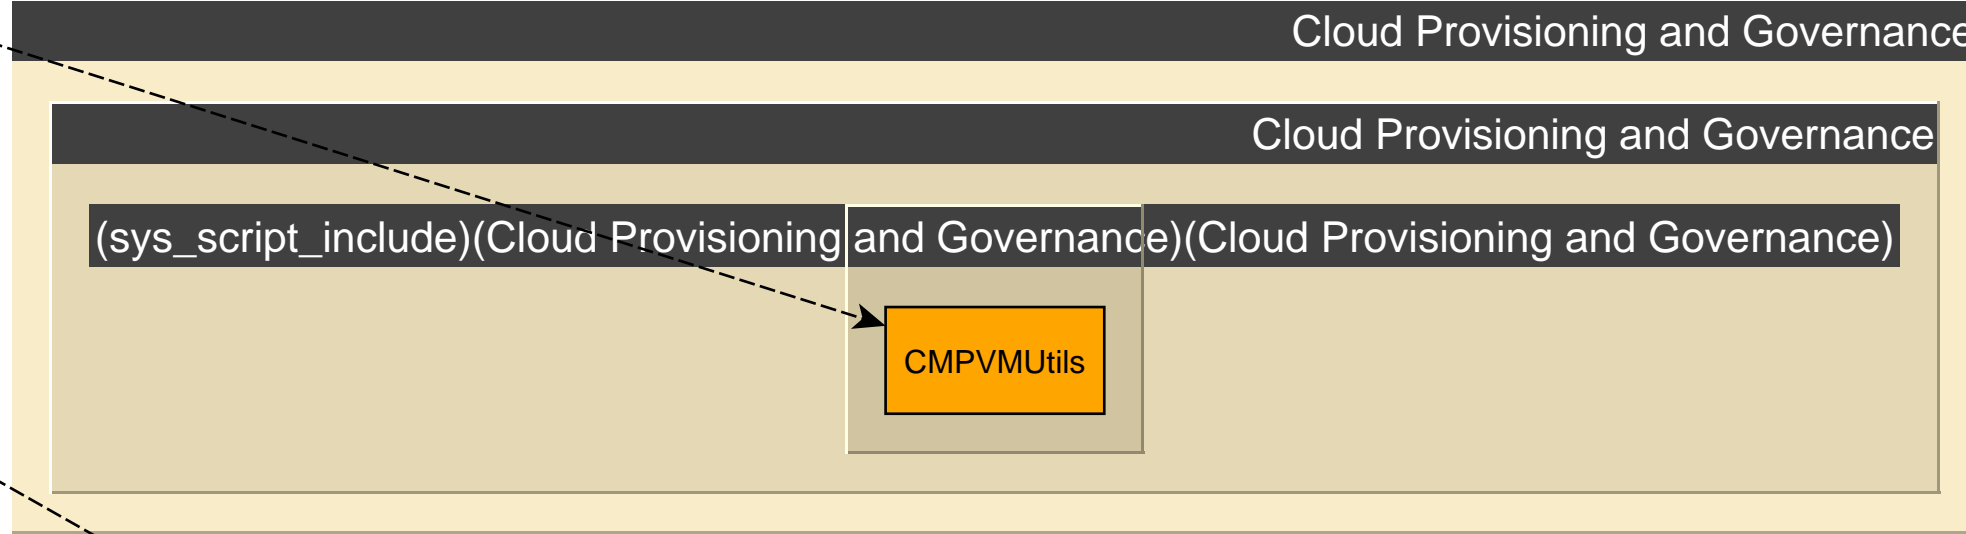 Cloud Provisioning and Governance
Cloud Provisioning and Governance
(sys_script_include)(Cloud Provisioning and Governance)(Cloud Provisioning and Governance)
CMPVMUtils